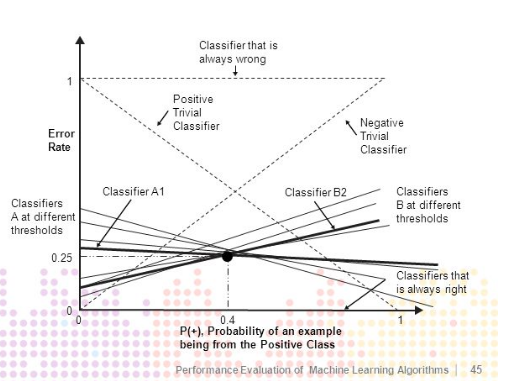 Classifier that is
always wrong
1
Positive
Trivial
Classifier
Negative
Trivial
Classifier
Error
Rate
Classifiers
A at different
thresholds
Classifier A1
Classifier B2
Classifiers
B at different
thresholds
0.25
Classifiers that
is always right
0
0
0.4
1
P(+), Probability of an example
being from the Positive Class
Performance Evaluation of Machine Learning Algorithms | 45